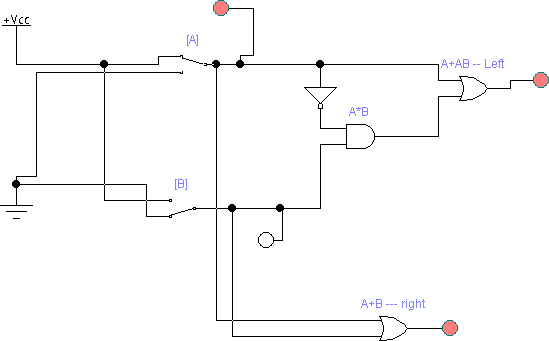 +Vcc
[A]
A+AB -- Left
A*B
[B]
A+B --- right